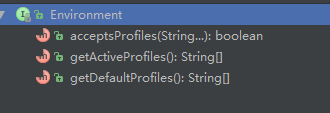 Environment
acceptsProfiles(String...): boolean
getActiveProfiles(): String[]
getDefaultProfiles(): String[]